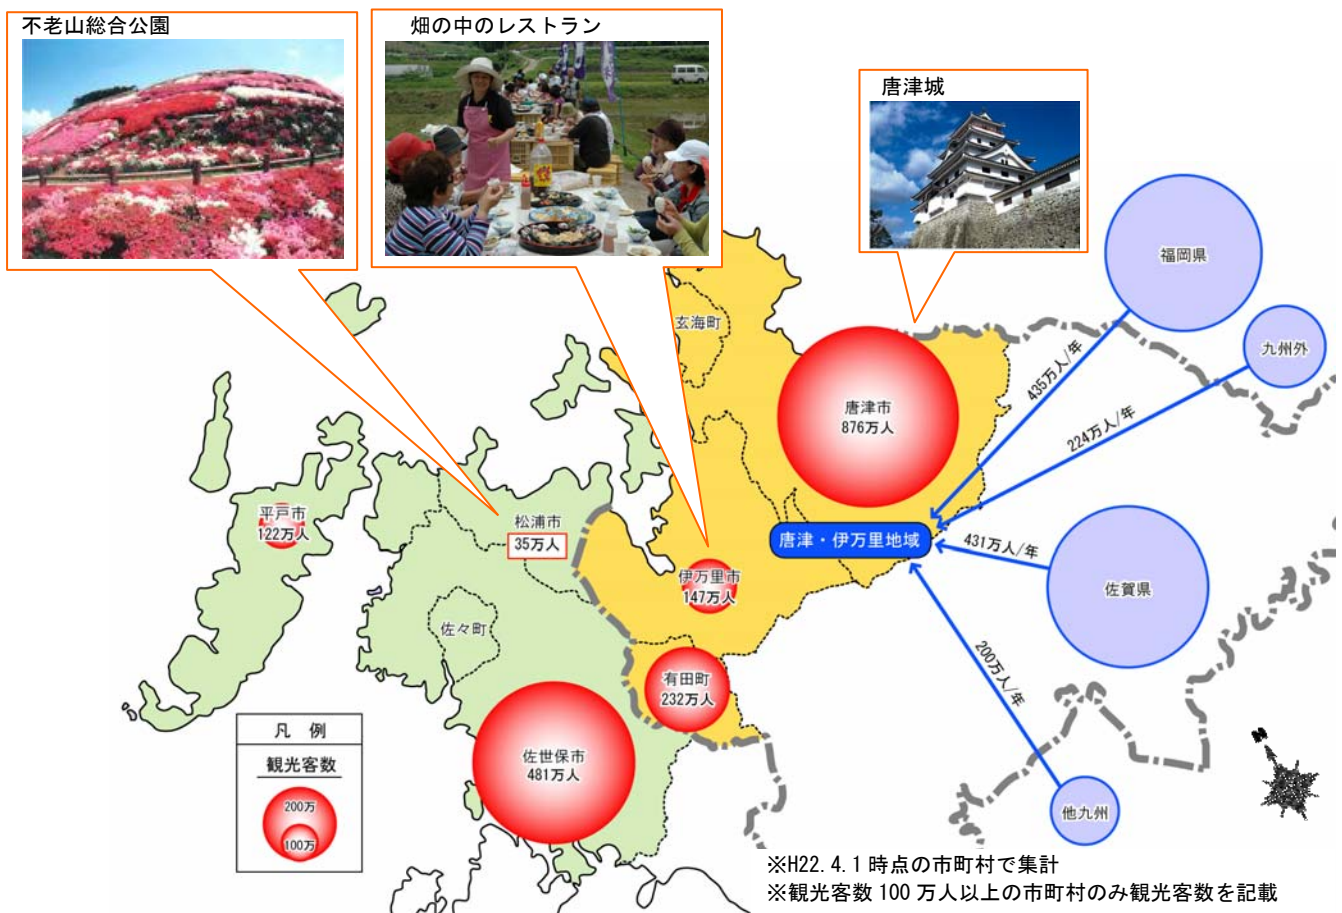 不老山総合公園
畑の中のレストラン
唐津城
福岡県
九州外
玄海町
435万人/年
224万人/年
唐津市
876万人
平戸市
122万人
松浦市
35万人
唐津・伊万里地域
431万人/年
佐賀県
伊万里市
147万人
佐々町
200万人/年
有田町
232万人
凡 例
観光客数
200万
100万
佐世保市
481万人
他九州
※H22.4.1時点の市町村で集計
※観光客数100万人以上の市町村のみ観光客数を記載